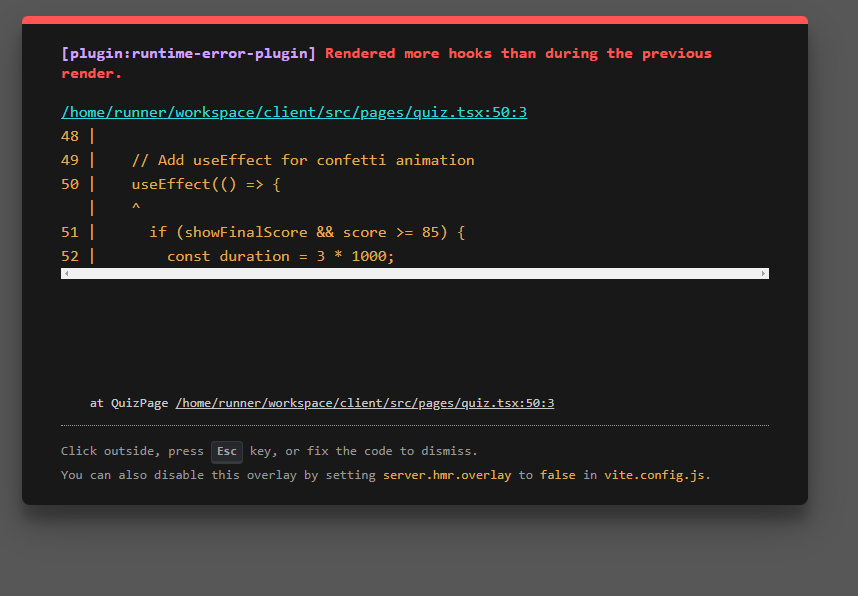 [plugin:runtime-error-plugin] Rendered more hooks than during the previous
render.
/home/runner/workspace/client/src/pages/quiz.tsx:50:3
48 |
49 |    // Add useEffect for confetti animation
50 |    useEffect(() => {
   |    ^
51 |      if (showFinalScore && score >= 85) {
52 |        const duration = 3 * 1000;
at QuizPage /home/runner/workspace/client/src/pages/quiz.tsx:50:3
Click outside, press Esc key, or fix the code to dismiss.
You can also disable this overlay by setting server.hmr.overlay to false in vite.config.js.